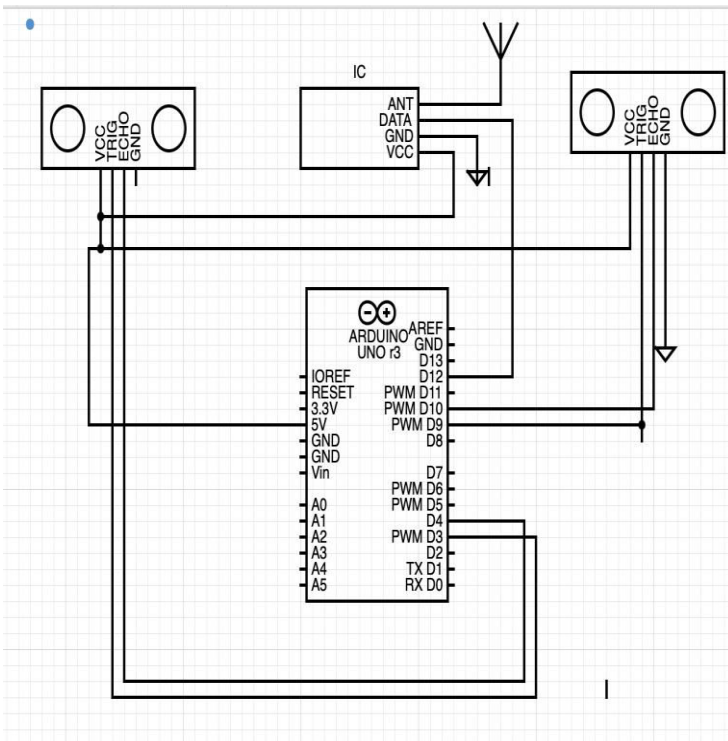 IC
ANT
DATA
GND
VCC
VCC
TRIG
ECHO
GND
VCC
TRIG
ECHO
GND
ARDUINO
UNO r3
IOREF
RESET
3.3V
5V
GND
GND
Vin
A0
A1
A2
A3
A4
A5
AREF
GND
D13
D12
PWM D11
PWM D10
PWM D9
D8
D7
PWM D6
PWM D5
D4
PWM D3
D2
TX D1
RX D0